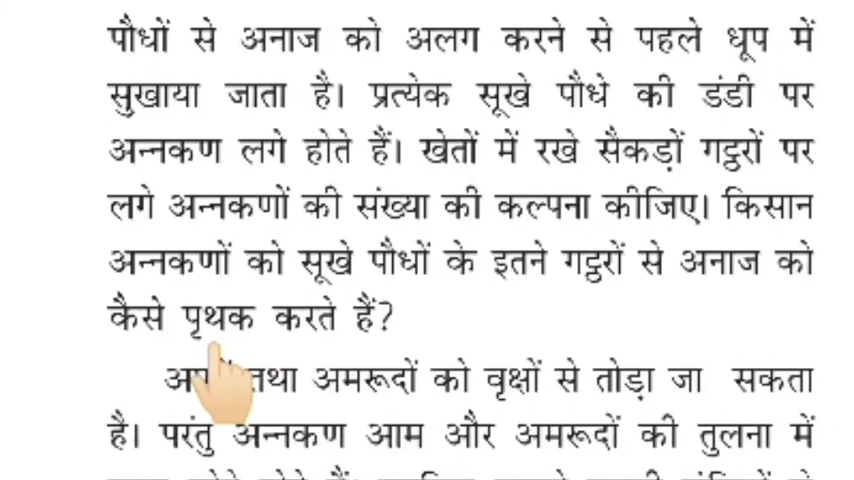 पौधों से अनाज को अलग करने से पहले धूप में
सुखाया जाता है। प्रत्येक सूखे पौधे की डंडी पर
अन्नकण लगे होते हैं। खेतों में रखे सैकड़ों गट्ठरों पर
लगे अन्नकणों की संख्या की कल्पना कीजिए। किसान
अन्नकणों को सूखे पौधों के इतने गट्ठरों से अनाज को
कैसे पृथक करते हैं?
तथा अमरूदों को वृक्षों से तोड़ा जा सकता
है। परंतु अन्नकण आम और अमरूदों की तुलना में